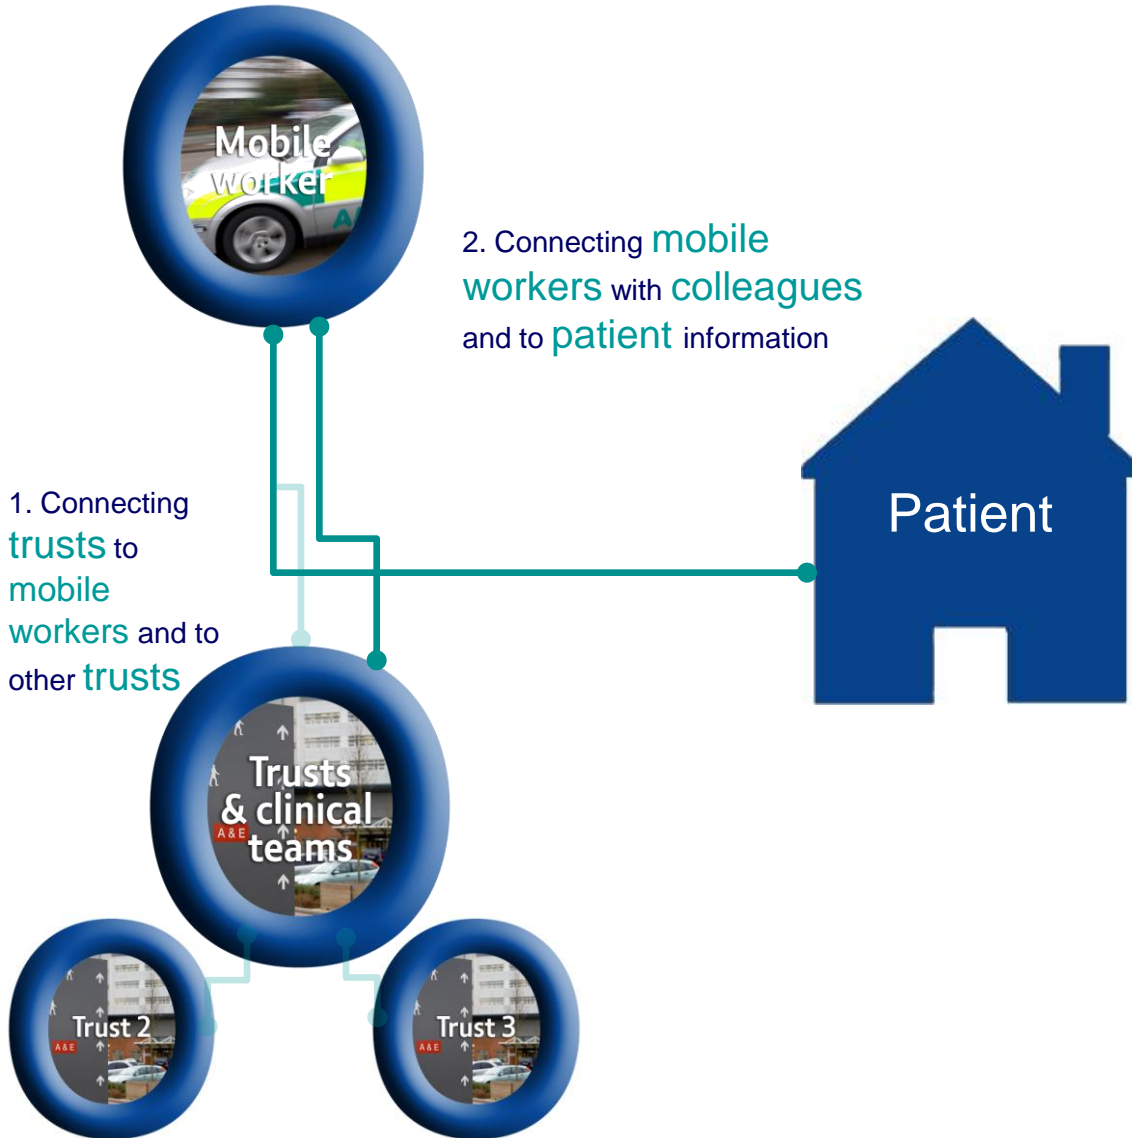 Mobile
worker
2. Connecting mobile
workers with colleagues
and to patient information
Patient
1. Connecting
trusts to
mobile
workers and to
other trusts
Trusts
& clinical
teams
A & E
Trust 2
A & E
Trust 3
A & E